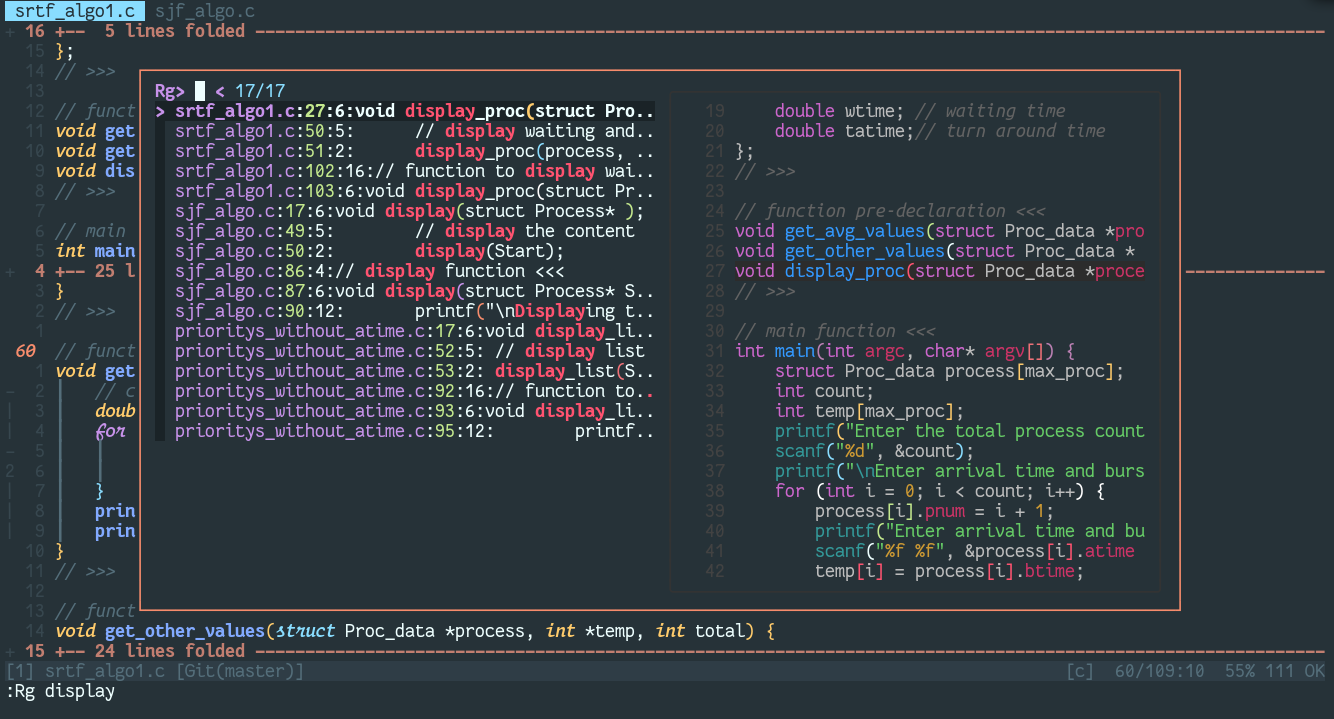 srtf_algo1.c  sjf_algo.c
+ 16 +--  5 lines folded
15 };
14 // >>>
13
12 // funct
11 void get
10 void get
9 void dis
8 // >>>
7
6 // main
5 int main
+ 4 +-- 25 l
3 }
2 // >>>
1
60 // funct
1 void get
2 // c
3 doub
4 for
5
6
7 }
8 prin
9 prin
10 }
11 // >>>
12
13 // funct
14 void get_other_values(struct Proc_data *process, int *temp, int total) {
+ 15 +-- 24 lines folded
Rg>  < 17/17
> srtf_algo1.c:27:6:void display_proc(struct Pro..
srtf_algo1.c:50:5:      // display waiting and..
srtf_algo1.c:51:2:      display_proc(process, ..
srtf_algo1.c:102:16:// function to display wai..
srtf_algo1.c:103:6:void display_proc(struct Pr..
sjf_algo.c:17:6:void display(struct Process* );
sjf_algo.c:49:5:        // display the content
sjf_algo.c:50:2:        display(Start);
sjf_algo.c:86:4:// display function <<<
sjf_algo.c:87:6:void display(struct Process* S..
sjf_algo.c:90:12:       printf("\nDisplaying t..
prioritys_without_atime.c:17:6:void display_li..
prioritys_without_atime.c:52:5: // display list
prioritys_without_atime.c:53:2: display_list(S..
prioritys_without_atime.c:92:16:// function to..
prioritys_without_atime.c:93:6:void display_li..
prioritys_without_atime.c:95:12:        printf..
19     double wtime; // waiting time
20     double tatime;// turn around time
21 };
22 // >>>
23
24 // function pre-declaration <<<
25 void get_avg_values(struct Proc_data *pro
26 void get_other_values(struct Proc_data *
27 void display_proc(struct Proc_data *proce
28 // >>>
29
30 // main function <<<
31 int main(int argc, char* argv[]) {
32     struct Proc_data process[max_proc];
33     int count;
34     int temp[max_proc];
35     printf("Enter the total process count
36     scanf("%d", &count);
37     printf("\nEnter arrival time and burs
38     for (int i = 0; i < count; i++) {
39         process[i].pnum = i + 1;
40         printf("Enter arrival time and bu
41         scanf("%f %f", &process[i].atime
42         temp[i] = process[i].btime;
[1] srtf_algo1.c [Git(master)]  [c]  60/109:10  55% 111 OK
:Rg display